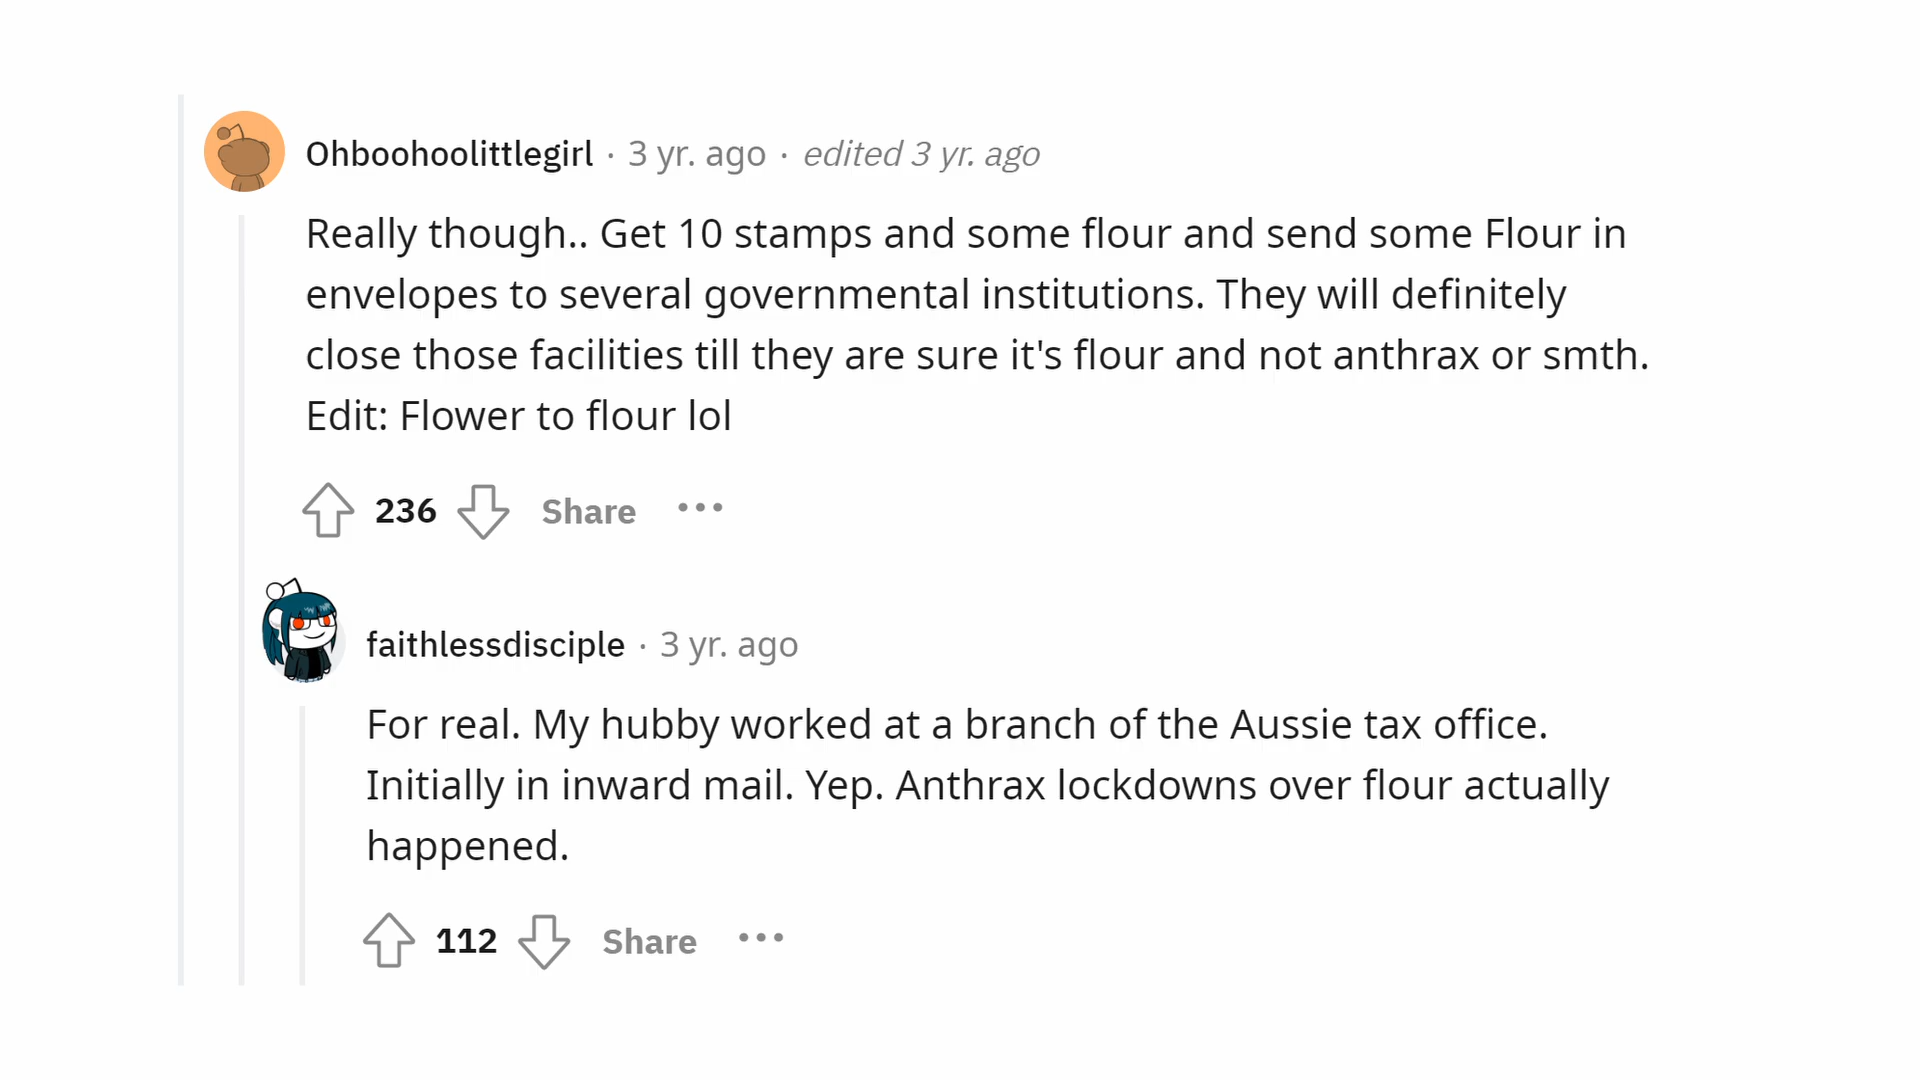 Ohboohoolittlegirl · 3 yr. ago · edited 3 yr. ago
Really though.. Get 10 stamps and some flour and send some Flour in
envelopes to several governmental institutions. They will definitely
close those facilities till they are sure it's flour and not anthrax or smth.
Edit: Flower to flour lol
236 Share ···
faithlessdisciple · 3 yr. ago
For real. My hubby worked at a branch of the Aussie tax office.
Initially in inward mail. Yep. Anthrax lockdowns over flour actually
happened.
112 Share ···